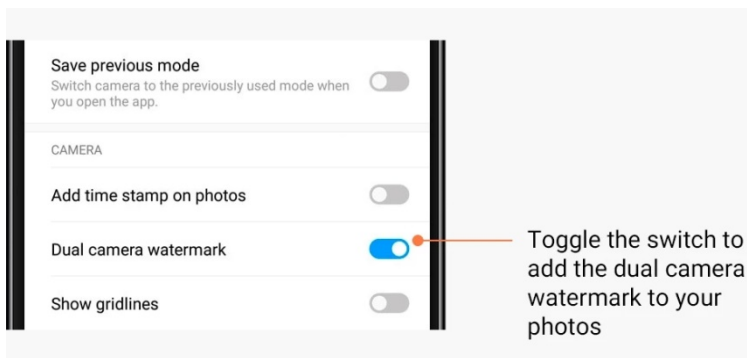 Save previous mode
Switch camera to the previously used mode when
you open the app.
CAMERA
Add time stamp on photos
Dual camera watermark
Show gridlines
Toggle the switch to
add the dual camera
watermark to your
photos